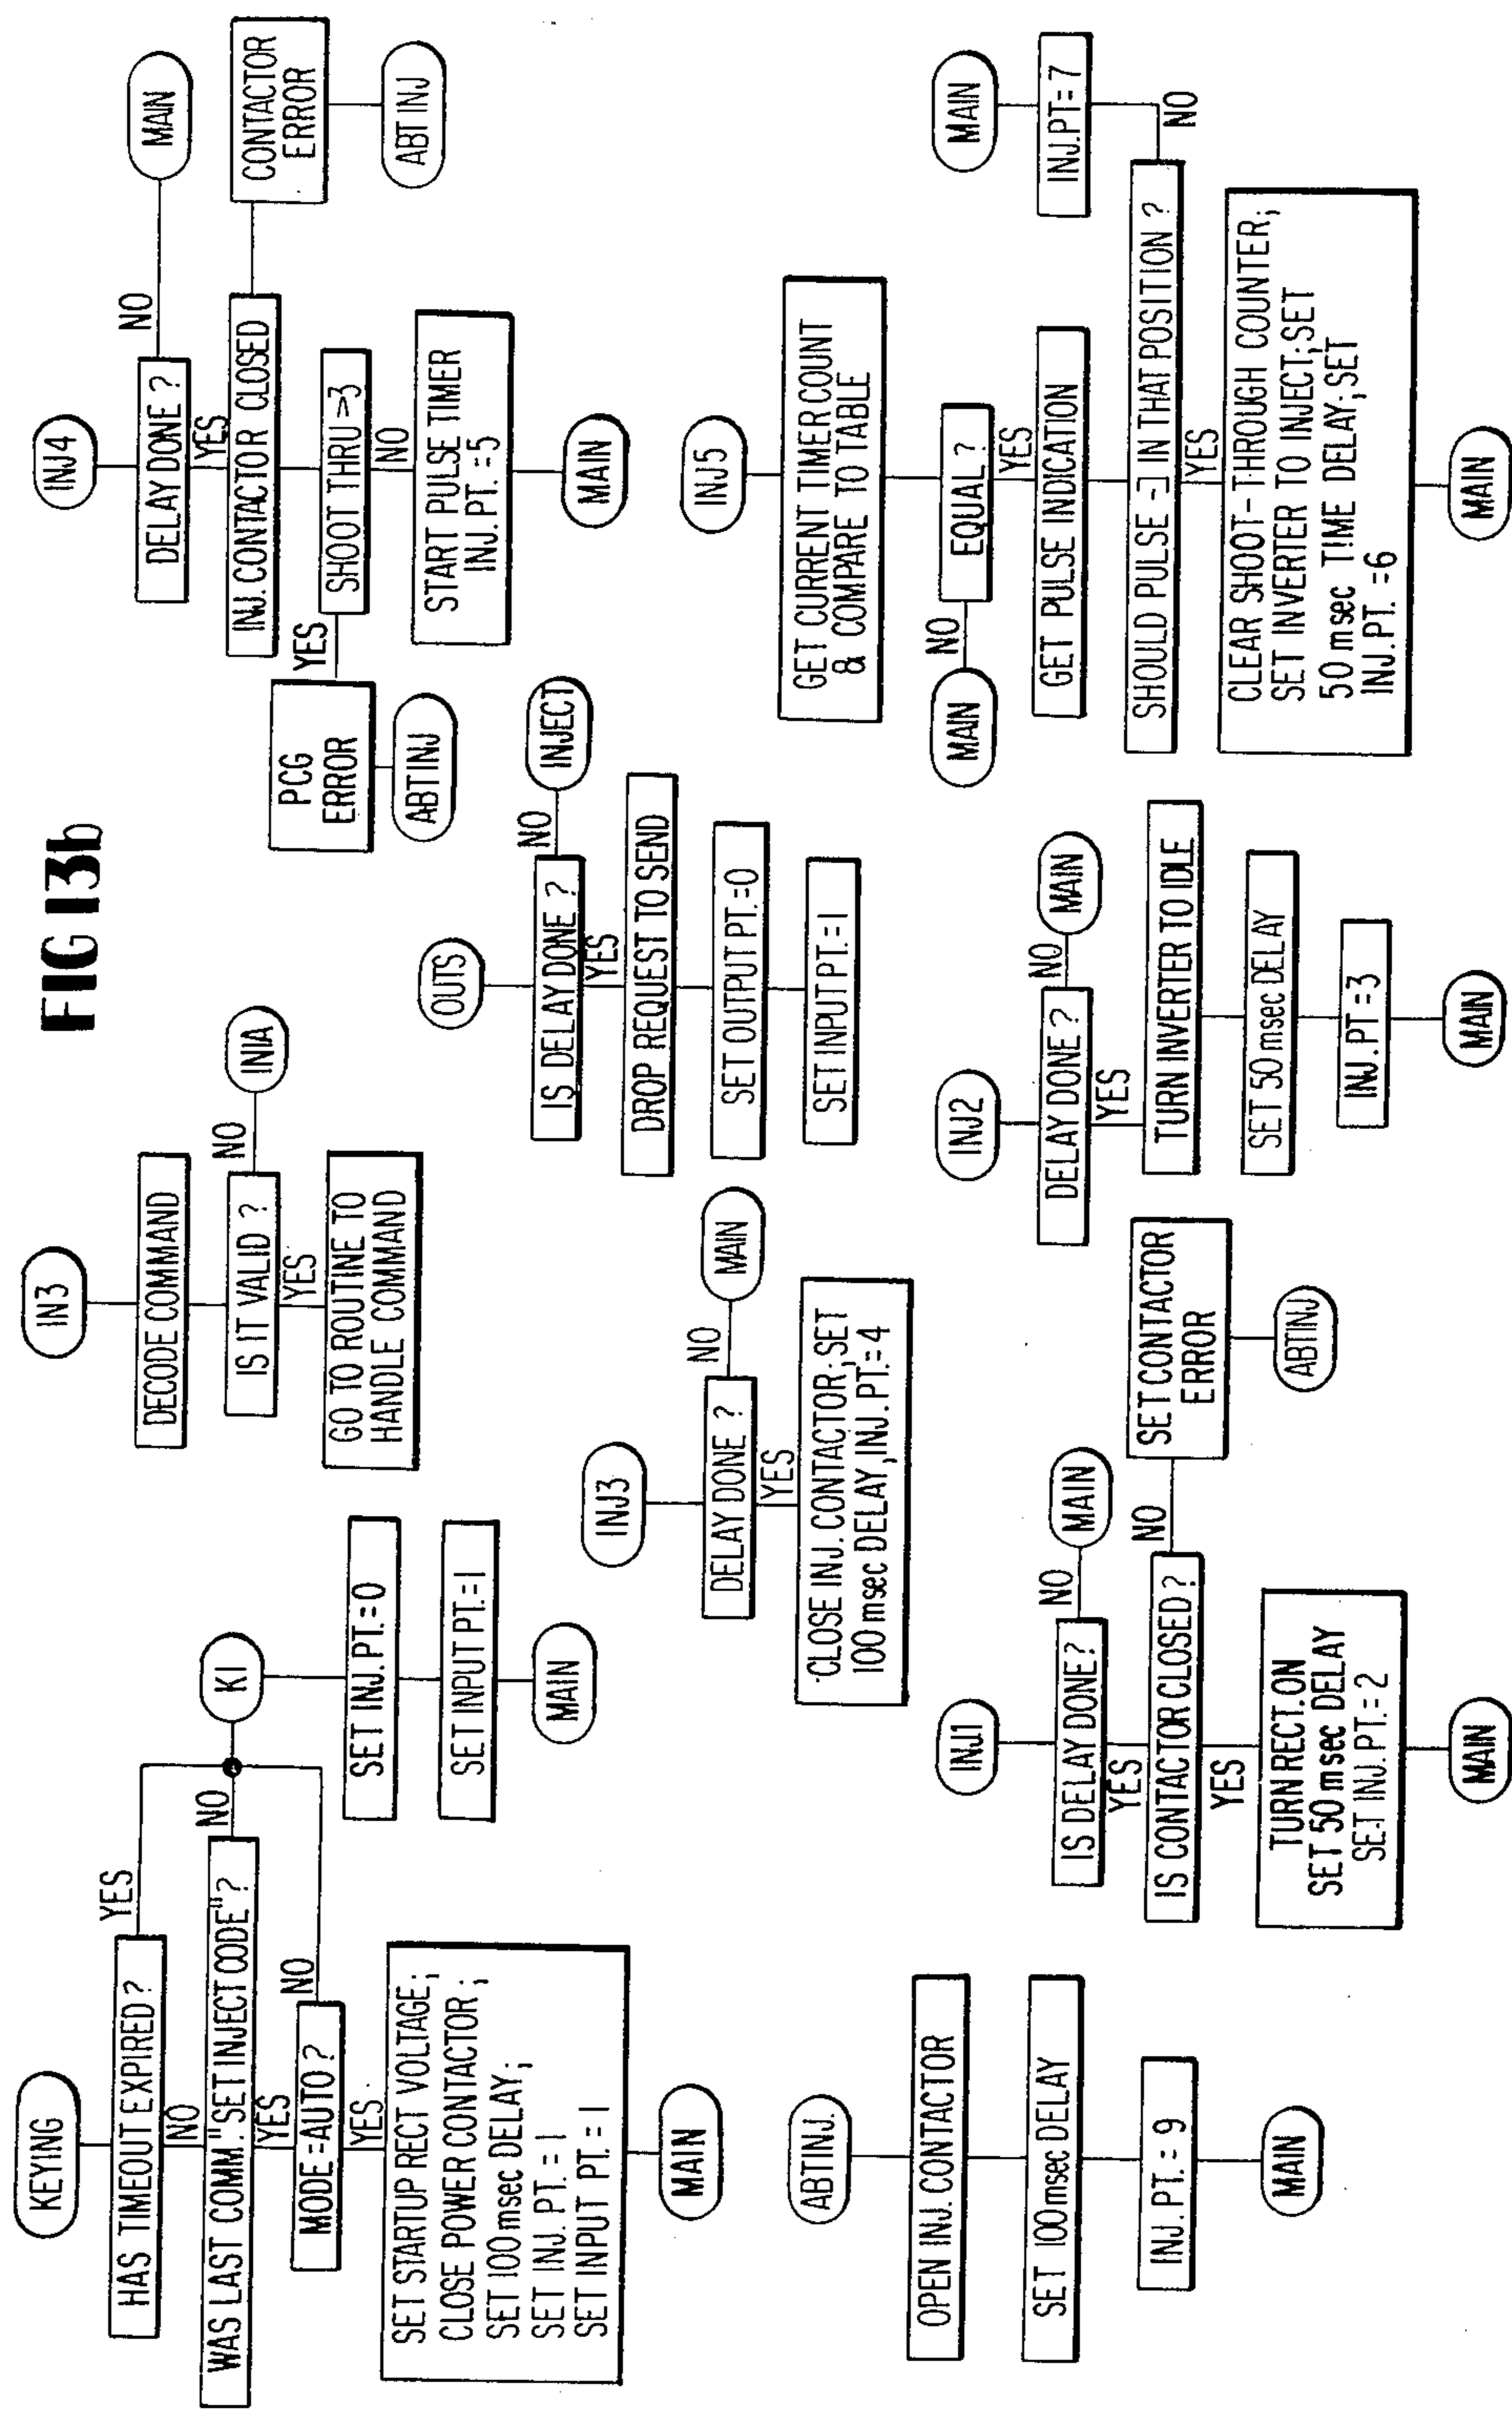 FIG 13b
KEYING
HAS TIMEOUT EXPIRED?
YES
NO
WAS LAST COMM."SET INJECT CODE"?
NO
YES
MODE=AUTO?
NO
YES
SET STARTUP RECT VOLTAGE;
CLOSE POWER CONTACTOR;
SET 100msec DELAY;
SET INJ. PT. = 1
SET INPUT PT. = 1
MAIN
K1
SET INJ.PT.=0
SET INPUT PT.=1
MAIN
IN3
DECODE COMMAND
IS IT VALID ?
NO
IN1A
YES
GO TO ROUTINE TO
HANDLE COMMAND
OUTS
IS DELAY DONE ?
NO
INJECT
YES
DROP REQUEST TO SEND
SET OUTPUT PT.=0
SET INPUT PT.=1
INJ4
DELAY DONE ?
NO
MAIN
YES
INJ. CONTACTOR CLOSED
CONTACTOR
ERROR
ABT INJ
SHOOT THRU >3
YES
PCG
ERROR
ABTINJ
NO
START PULSE TIMER
INJ.PT.=5
MAIN
INJ3
DELAY DONE ?
NO
MAIN
YES
CLOSE INJ. CONTACTOR; SET
100 msec DELAY, INJ.PT.=4
ABTINJ.
OPEN INJ. CONTACTOR
SET 100msec DELAY
INJ.PT.= 9
MAIN
INJ1
IS DELAY DONE?
NO
MAIN
YES
IS CONTACTOR CLOSED?
NO
SET CONTACTOR
ERROR
ABTINJ
YES
TURN RECT. ON
SET 50 msec DELAY
SET INJ.PT.= 2
MAIN
INJ2
DELAY DONE ?
NO
MAIN
YES
TURN INVERTER TO IDLE
SET 50 msec DELAY
INJ. PT =3
MAIN
INJ5
GET CURRENT TIMER COUNT
& COMPARE TO TABLE
EQUAL ?
NO
MAIN
YES
GET PULSE INDICATION
SHOULD PULSE IN THAT POSITION ?
NO
INJ.PT=7
MAIN
YES
CLEAR SHOOT-THROUGH COUNTER;
SET INVERTER TO INJECT; SET
50 msec TIME DELAY; SET
INJ.PT. =6
MAIN